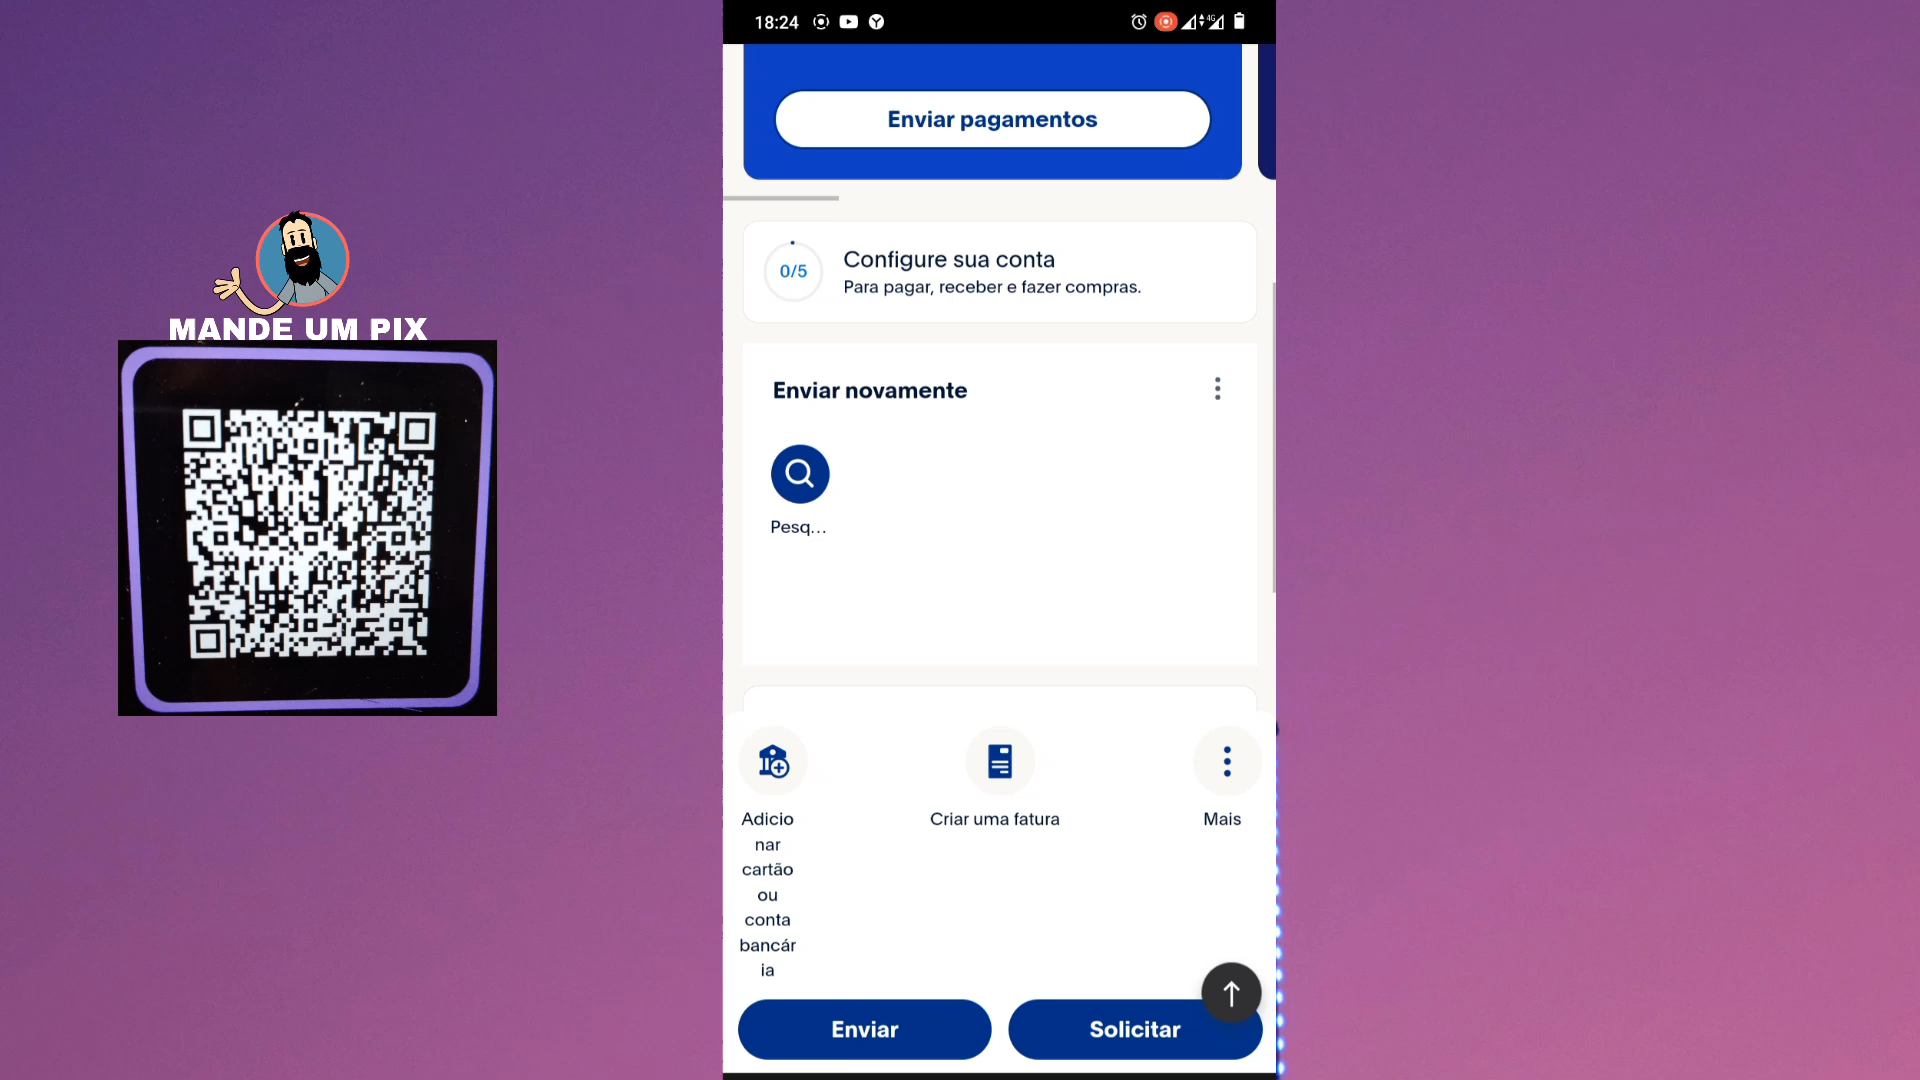 18:24
4G
Enviar pagamentos
0/5
Configure sua conta
Para pagar, receber e fazer compras.
MANDE UM PIX
Enviar novamente
Pesq...
Adicio
nar
cartão
ou
conta
bancár
ia
Criar uma fatura
Mais
Enviar
Solicitar